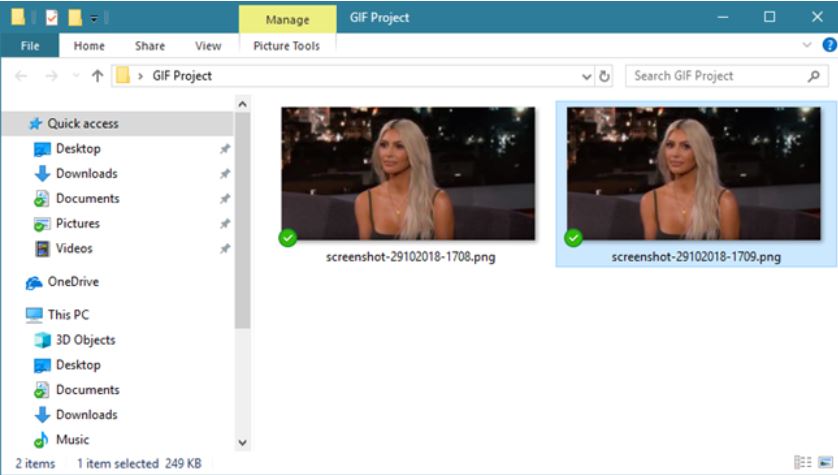 Manage
GIF Project
File
Home
Share
View
Picture Tools
GIF Project
Search GIF Project
Quick access
Desktop
Downloads
Documents
Pictures
Videos
OneDrive
This PC
3D Objects
Desktop
Documents
Downloads
Music
screenshot-29102018-1708.png
screenshot-29102018-1709.png
2 items
1 item selected 249 KB